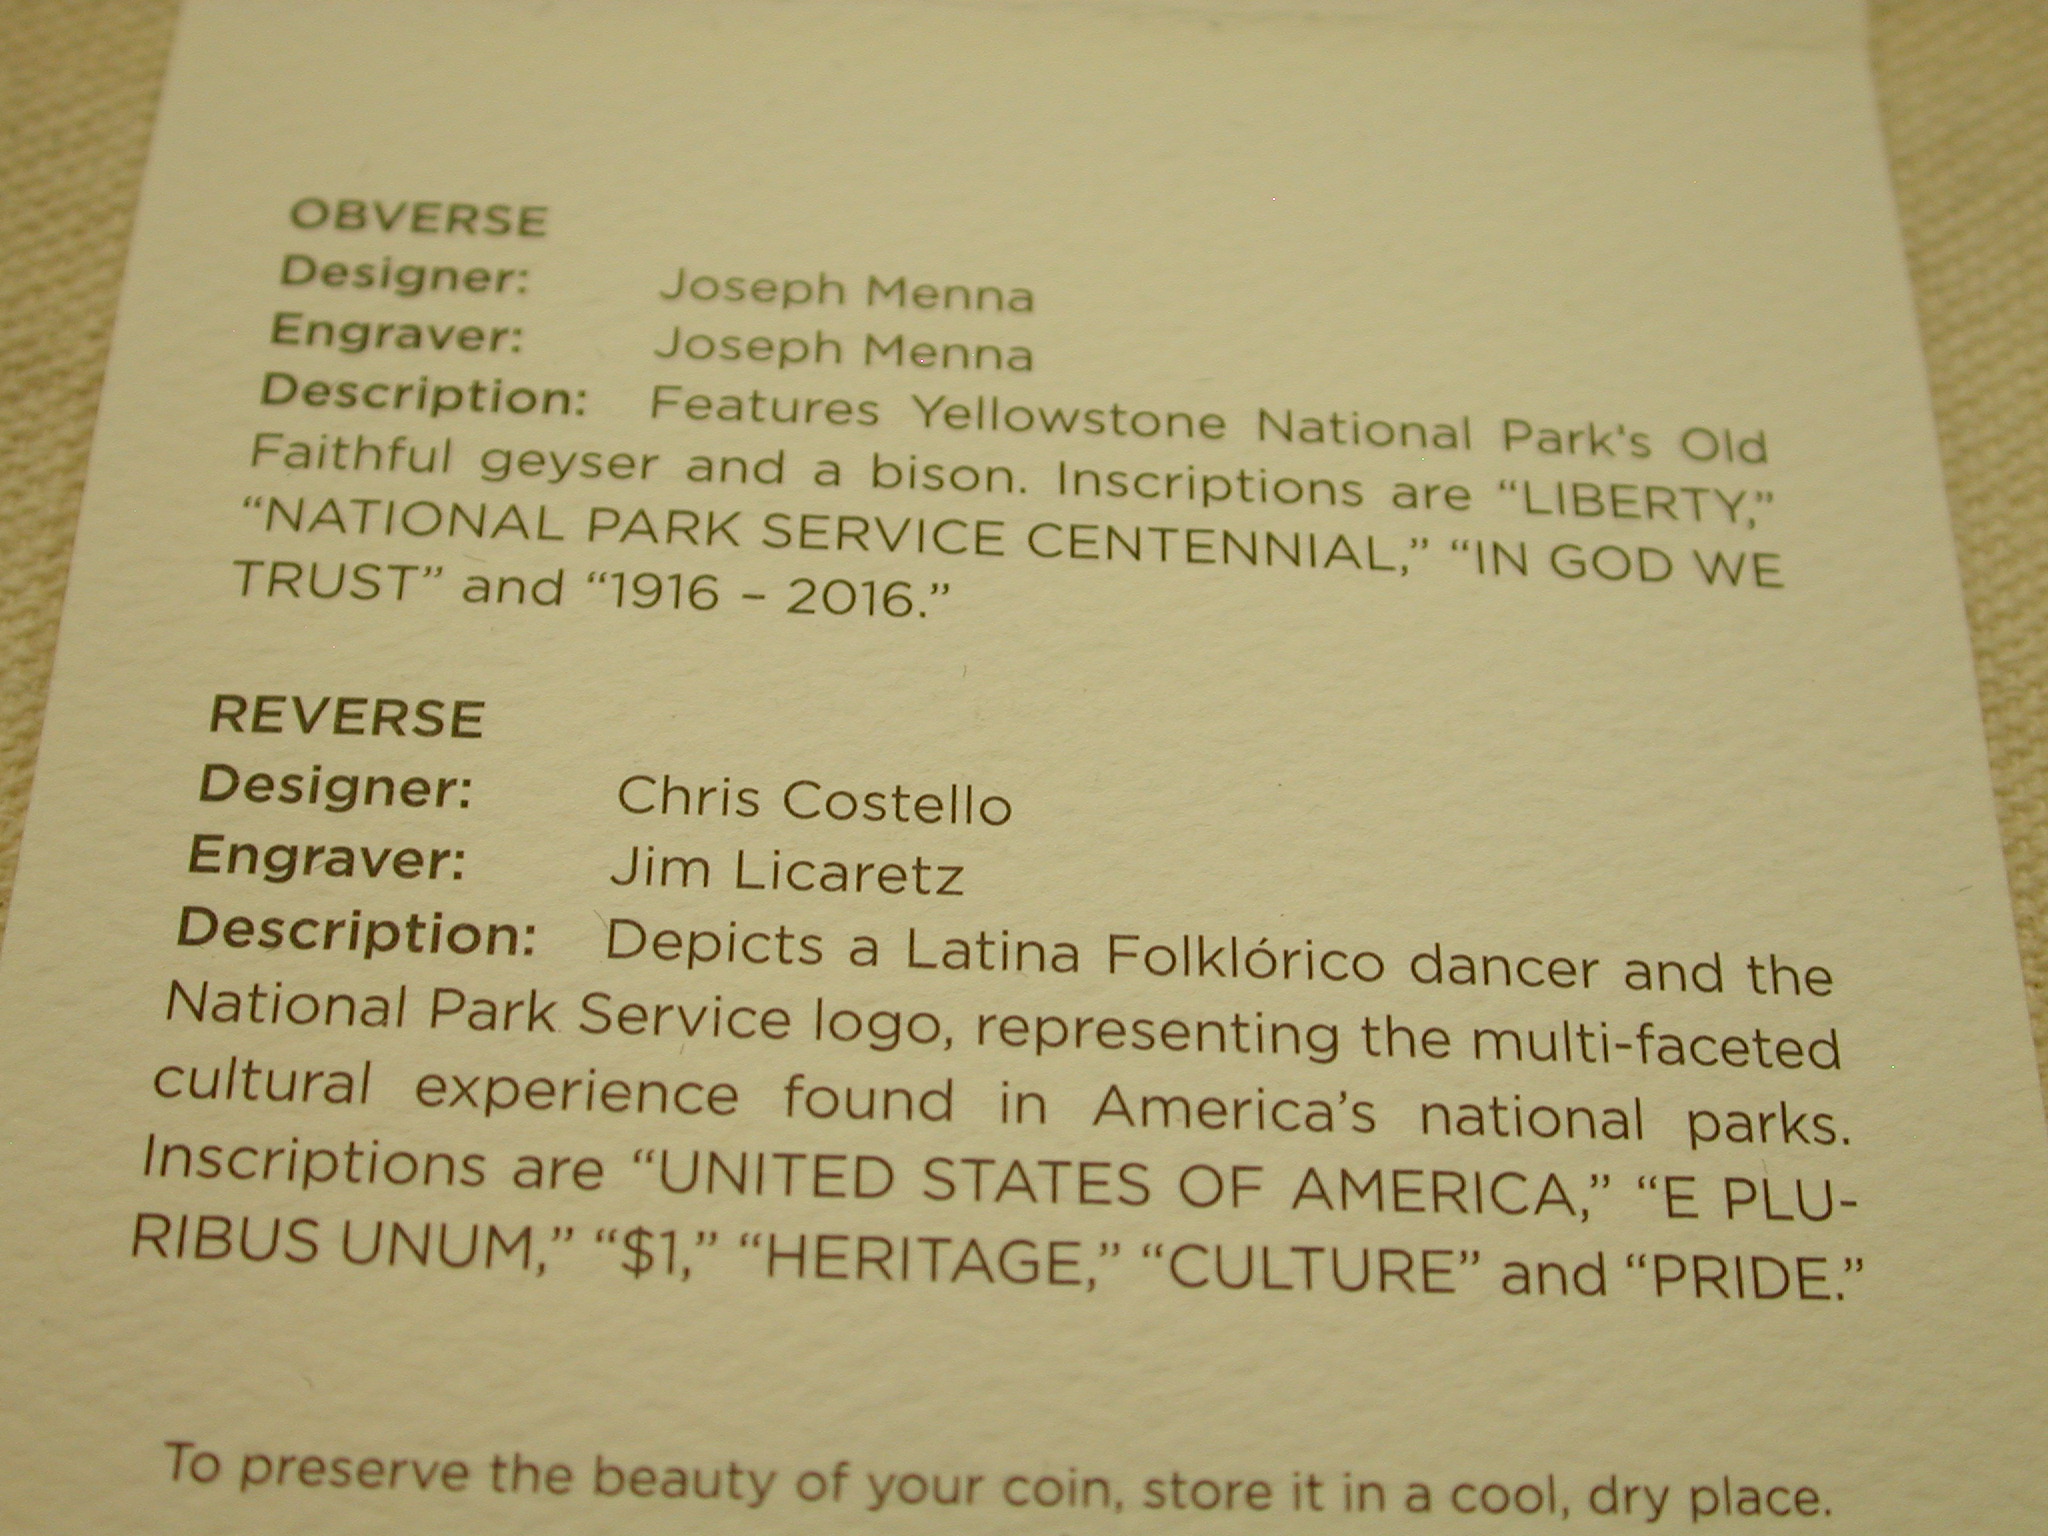 OBVERSE
Designer: Joseph Menna
Engraver: Joseph Menna
Description: Features Yellowstone National Park's Old
Faithful geyser and a bison. Inscriptions are “LIBERTY,”
“NATIONAL PARK SERVICE CENTENNIAL,” “IN GOD WE
TRUST” and “1916 – 2016.”
REVERSE
Designer: Chris Costello
Engraver: Jim Licaretz
Description: Depicts a Latina Folklórico dancer and the
National Park Service logo, representing the multi-faceted
cultural experience found in America’s national parks.
Inscriptions are “UNITED STATES OF AMERICA,” “E PLU-
RIBUS UNUM,” “$1,” “HERITAGE,” “CULTURE” and “PRIDE.”
To preserve the beauty of your coin, store it in a cool, dry place.